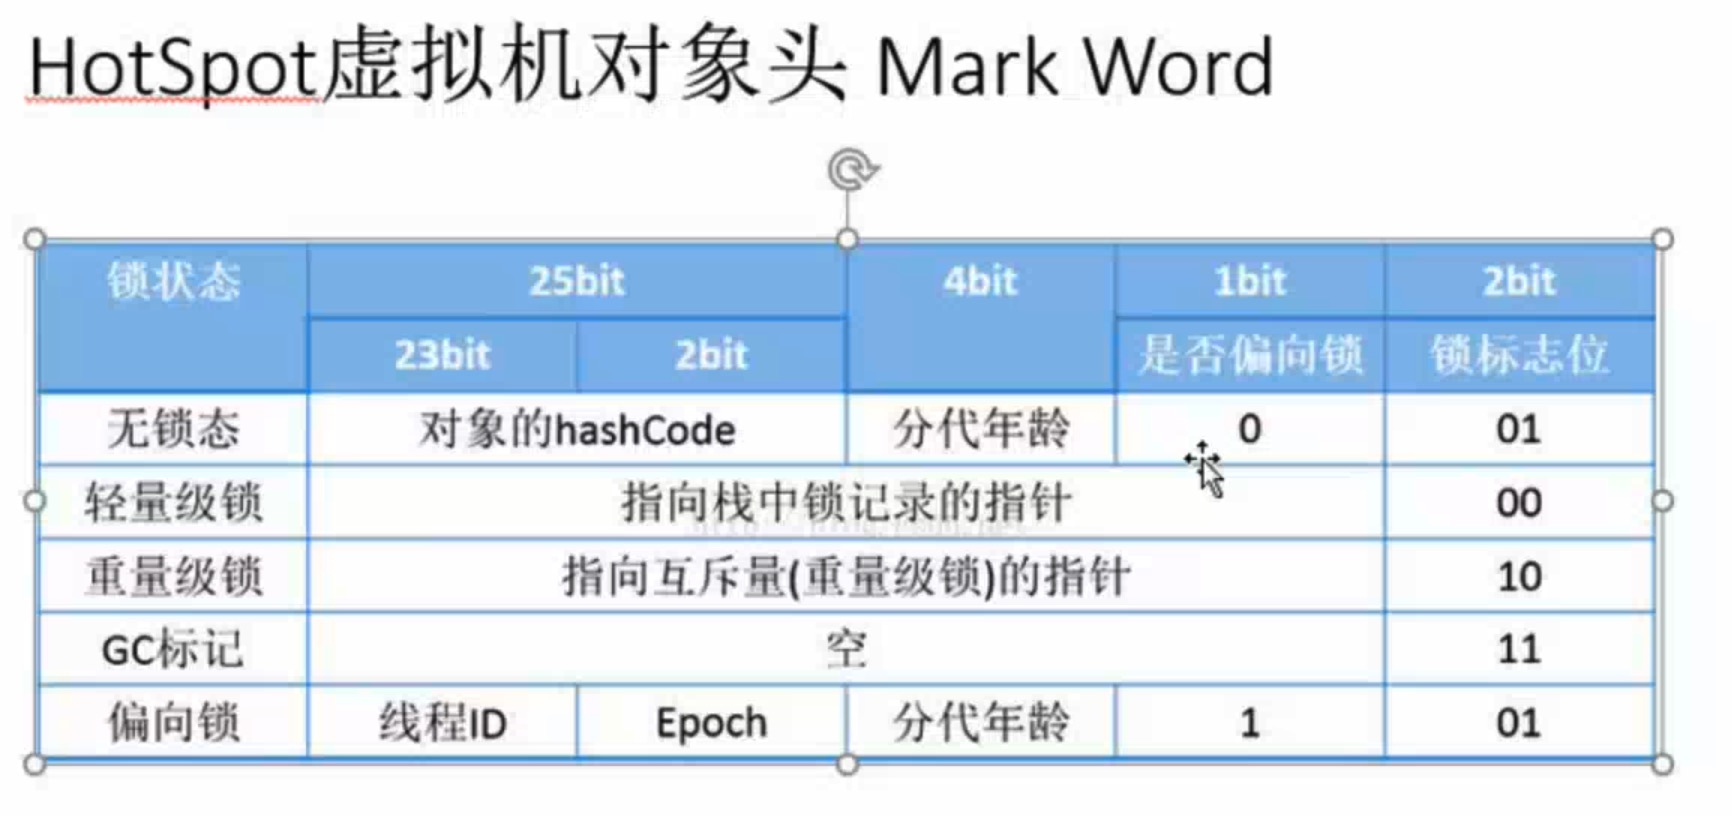 HotSpot虚拟机对象头 Mark Word
锁状态 25bit 4bit 1bit 2bit
23bit 2bit 是否偏向锁 锁标志位
无锁态 对象的hashCode 分代年龄 0 01
轻量级锁 指向栈中锁记录的指针 00
重量级锁 指向互斥量(重量级锁)的指针 10
GC标记 空 11
偏向锁 线程ID Epoch 分代年龄 1 01